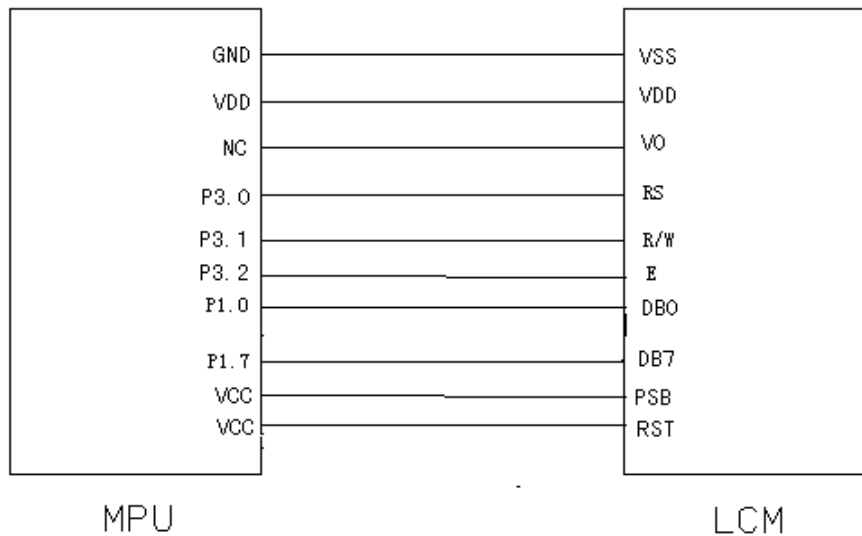 GND VSS
VDD VDD
NC VO
P3.0 RS
P3.1 R/W
P3.2 E
P1.0 DB0
P1.7 DB7
VCC PSB
VCC RST
MPU LCM